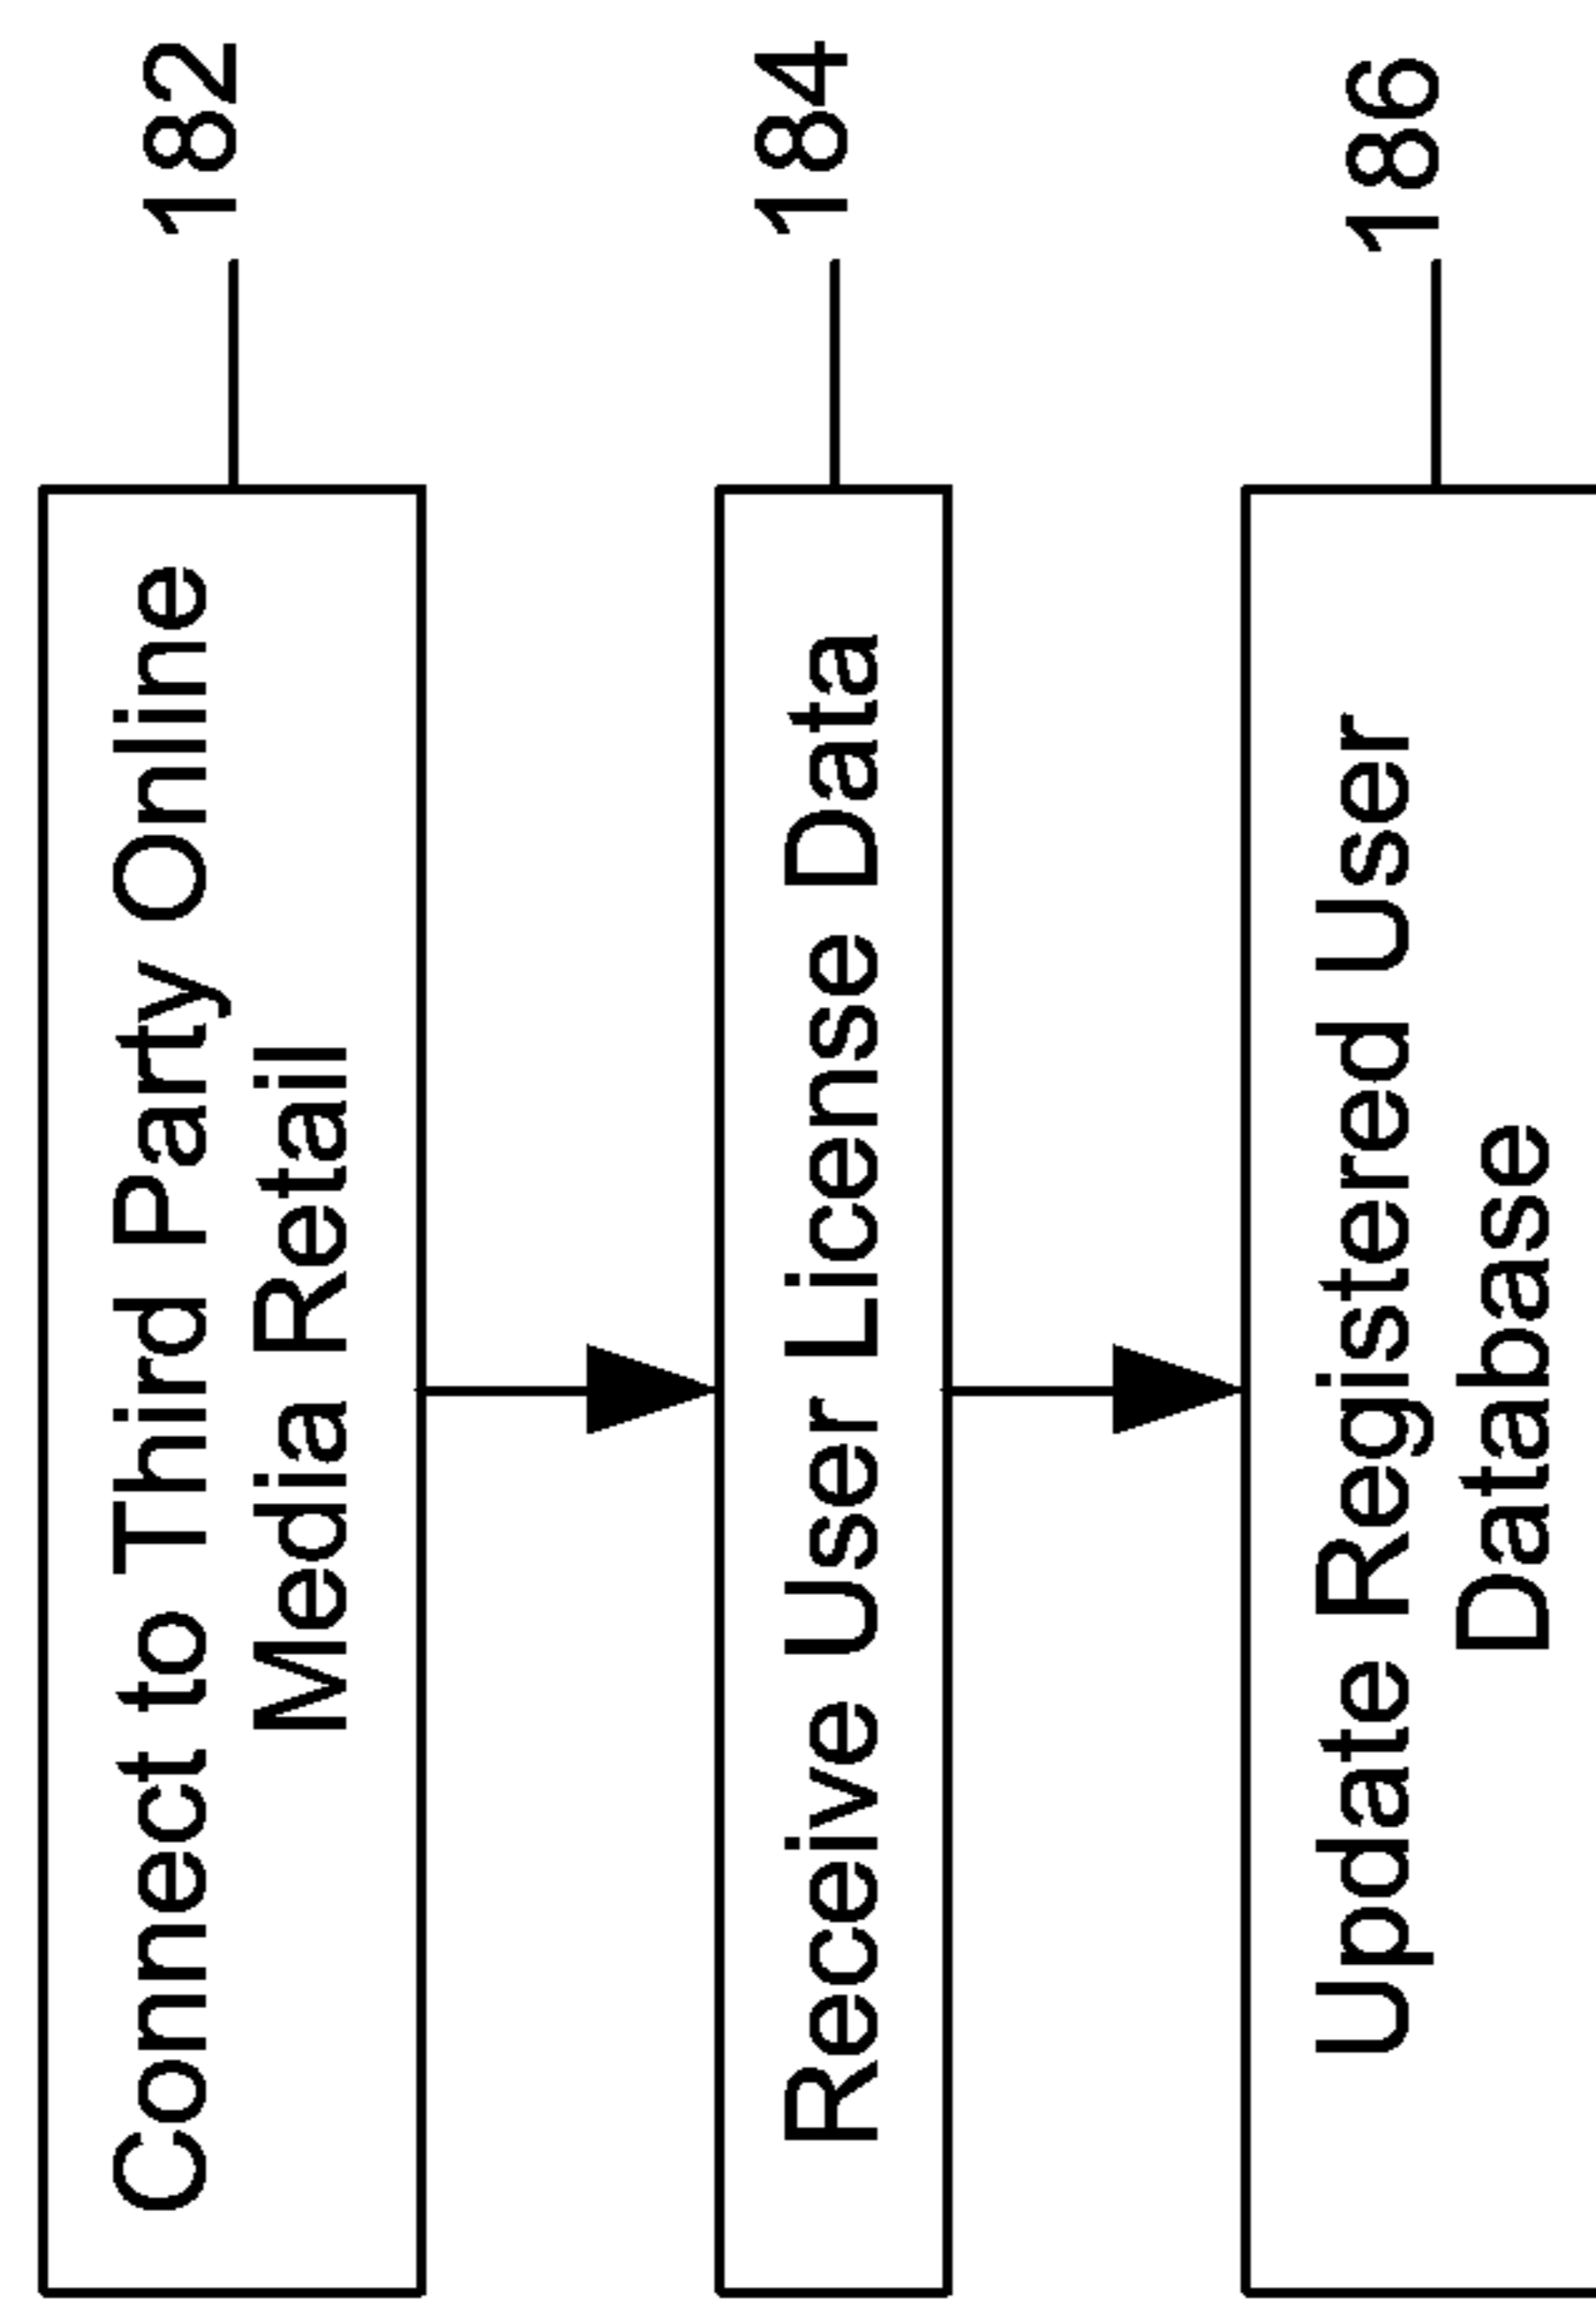 Connect to Third Party Online
Media Retail
182
Receive User License Data
184
Update Registered User
Database
186